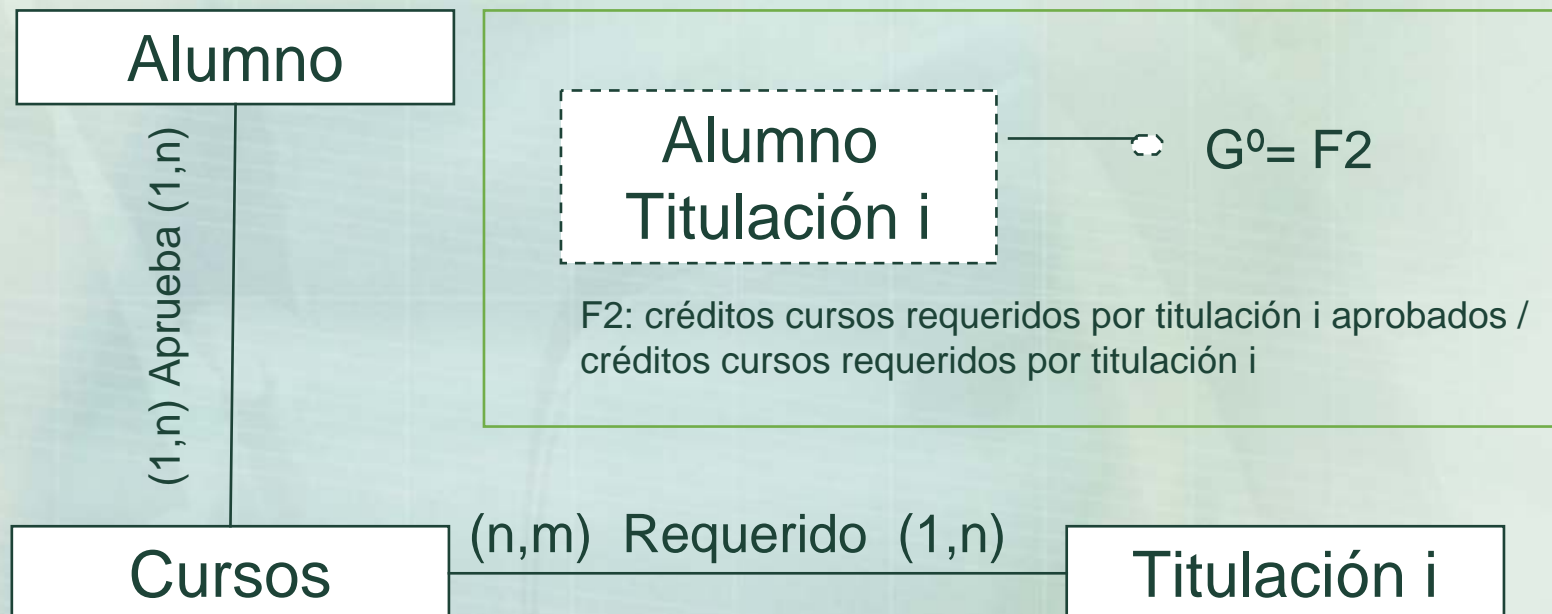 Alumno
(1,n) Aprueba (1,n)
Alumno
Titulación i
Gº= F2
F2: créditos cursos requeridos por titulación i aprobados /
créditos cursos requeridos por titulación i
Cursos
(n,m) Requerido (1,n)
Titulación i